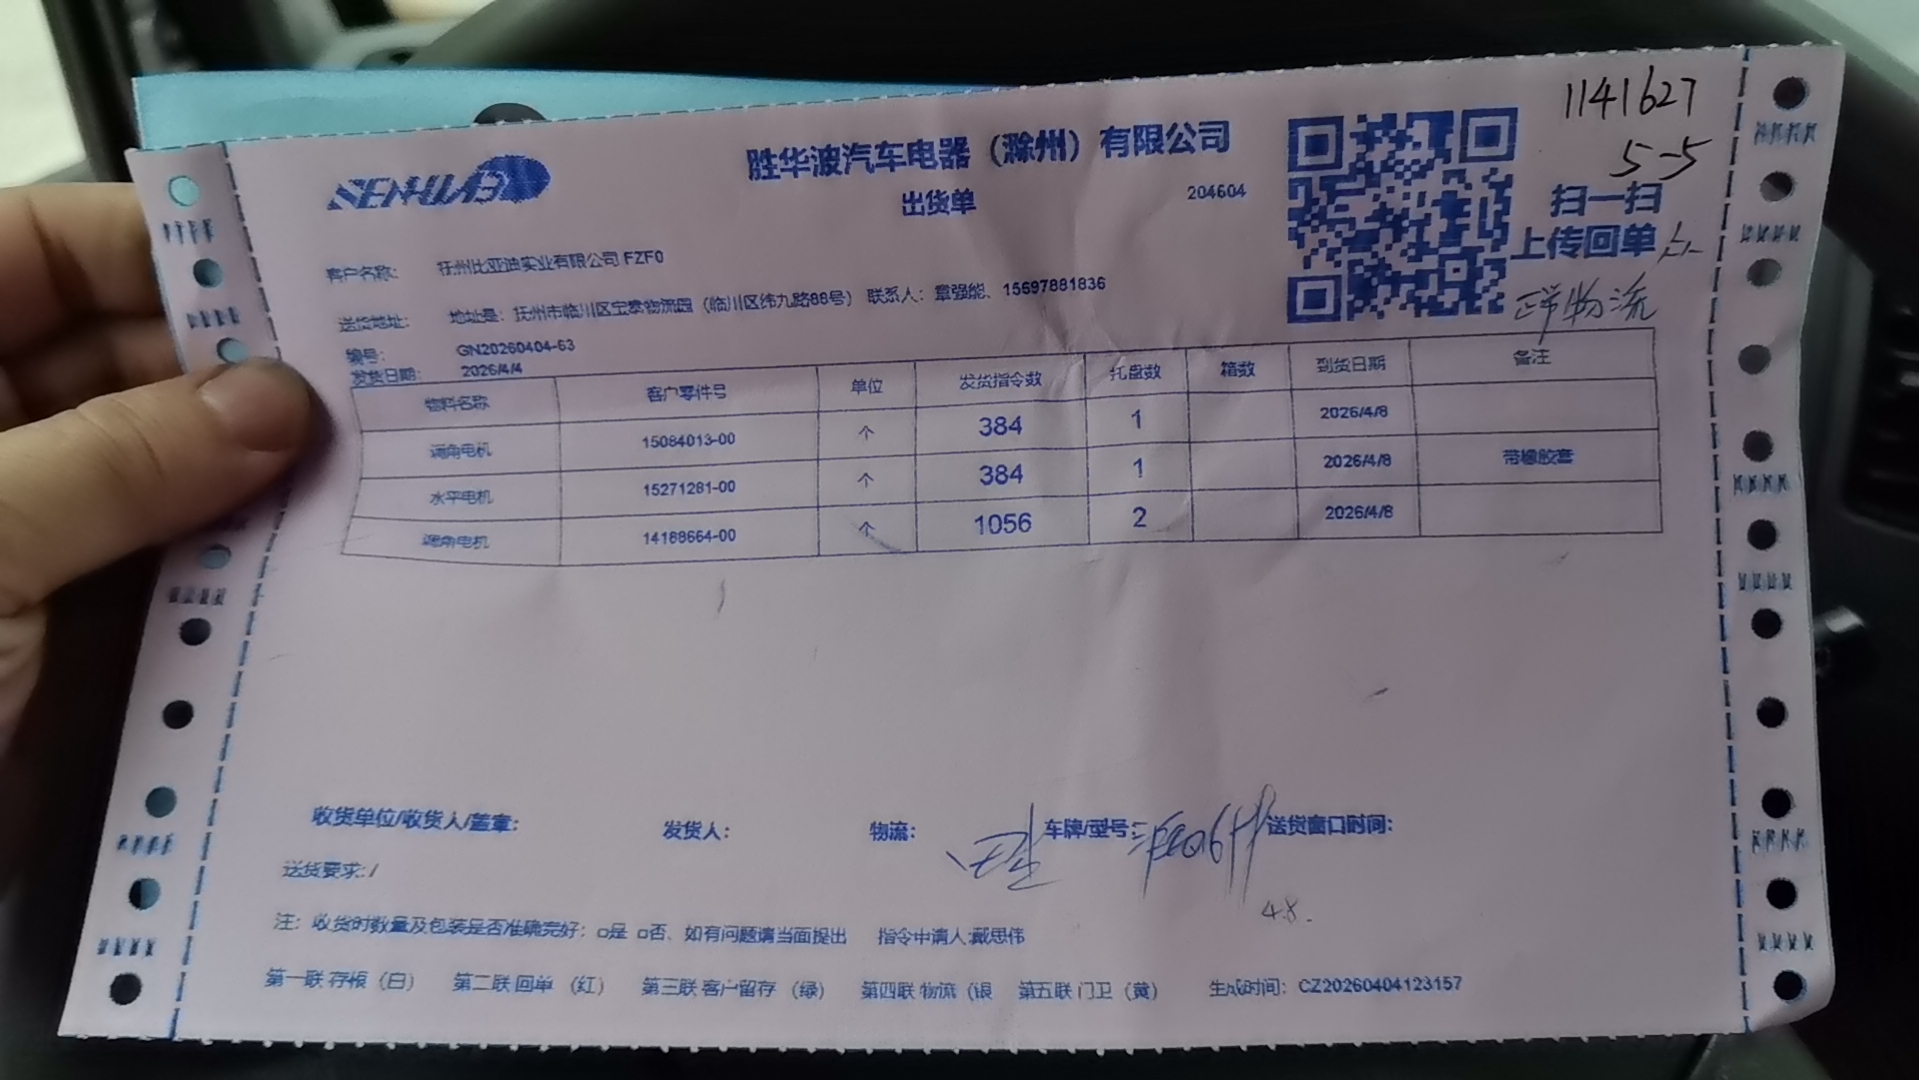 1141627
5-5
SENHUABO
胜华波汽车电器（滁州）有限公司
出货单
204604
扫一扫
上传回单
物流
客户名称: 抚州比亚迪实业有限公司 FZF0
送货地址: 地址是：抚州市临川区宝泰物流园（临川区纬九路88号） 联系人：章强能、15697881836
编号: GN20260404-63
发货日期: 2026/4/4
物料名称 客户零件号 单位 发货指令数 托盘数 箱数 到货日期 备注
调角电机 15084013-00 个 384 1 2026/4/8
水平电机 15271281-00 个 384 1 2026/4/8 带橡胶套
调角电机 14188664-00 个 1056 2 2026/4/8
收货单位/收货人/盖章: 发货人: 物流: 车牌/型号: 送货窗口时间:
4.8.
送货要求: /
注: 收货时数量及包装是否准确完好；□是 □否、如有问题请当面提出 指令申请人:戴思伟
第一联 存根（白） 第二联 回单（红） 第三联 客户留存（绿） 第四联 物流（银 第五联 门卫（黄） 生成时间: CZ20260404123157